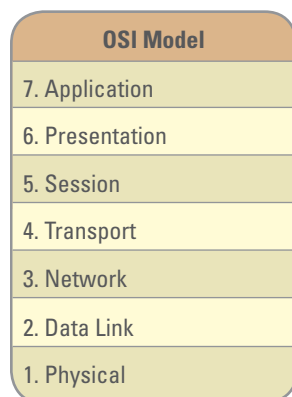 OSI Model
7. Application
6. Presentation
5. Session
4. Transport
3. Network
2. Data Link
1. Physical